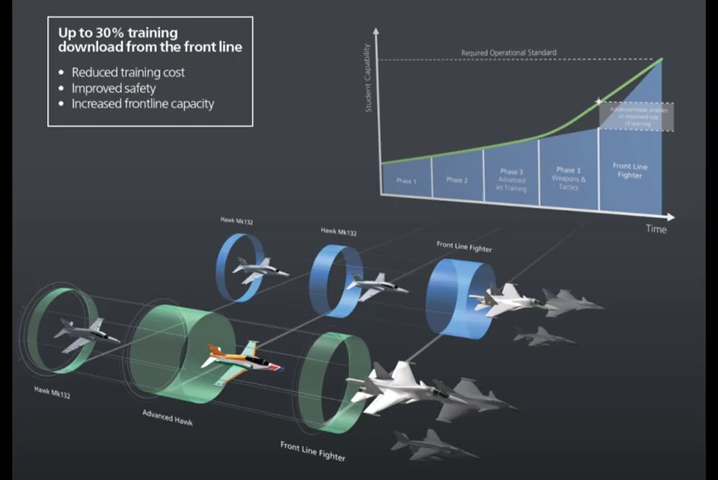 Up to 30% training
download from the front line
• Reduced training cost
• Improved safety
• Increased frontline capacity
Student Capability
Required Operational Standard
Phase 1
Phase 2
Phase 3
Advanced
Jet Training
Phase 3
Weapons &
Tactics
Front Line
Fighter
of learning
Time
Hawk Mk132
Hawk Mk132
Front Line Fighter
Hawk Mk132
Advanced Hawk
Front Line Fighter